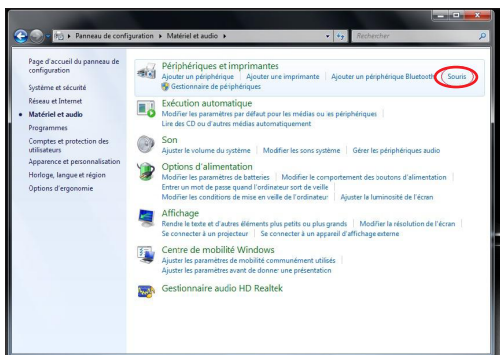 Panneau de configuration ▸ Matériel et audio ▸
Rechercher
Page d'accueil du panneau de
configuration
Système et sécurité
Réseau et Internet
Matériel et audio
Programmes
Comptes et protection des
utilisateurs
Apparence et personnalisation
Horloge, langue et région
Options d'ergonomie
Périphériques et imprimantes
Ajouter un périphérique | Ajouter une imprimante | Ajouter un périphérique Bluetooth | Souris
Gestionnaire de périphériques
Exécution automatique
Modifier les paramètres par défaut pour les médias ou les périphériques
Lire des CD ou d'autres médias automatiquement
Son
Ajuster le volume du système | Modifier les sons système | Gérer les périphériques audio
Options d'alimentation
Modifier les paramètres de batteries | Modifier le comportement des boutons d'alimentation
Entrer un mot de passe quand l'ordinateur sort de veille
Modifier les conditions de mise en veille de l'ordinateur | Ajuster la luminosité de l'écran
Affichage
Rendre le texte et d'autres éléments plus petits ou plus grands | Modifier la résolution de l'écran
Se connecter à un projecteur | Se connecter à un appareil d'affichage externe
Centre de mobilité Windows
Ajuster les paramètres de mobilité communément utilisés
Ajuster les paramètres avant de donner une présentation
Gestionnaire audio HD Realtek